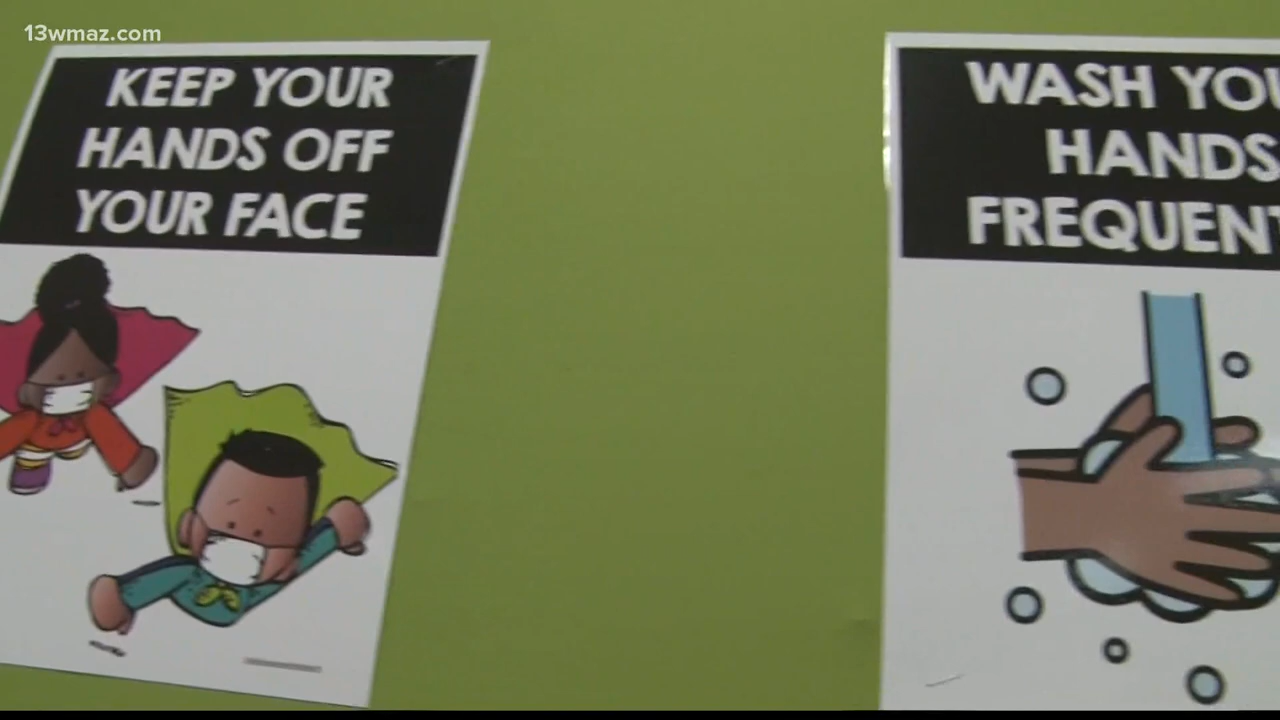 13wmaz.com
KEEP YOUR
HANDS OFF
YOUR FACE
WASH YOU
HANDS
FREQUENT